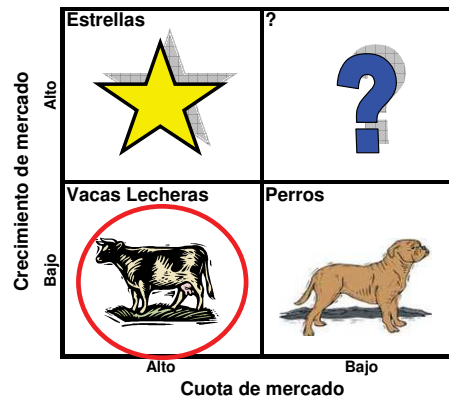 Estrellas
?
Crecimiento de mercado
Alto
Vacas Lecheras
Perros
Bajo
Alto
Bajo
Cuota de mercado